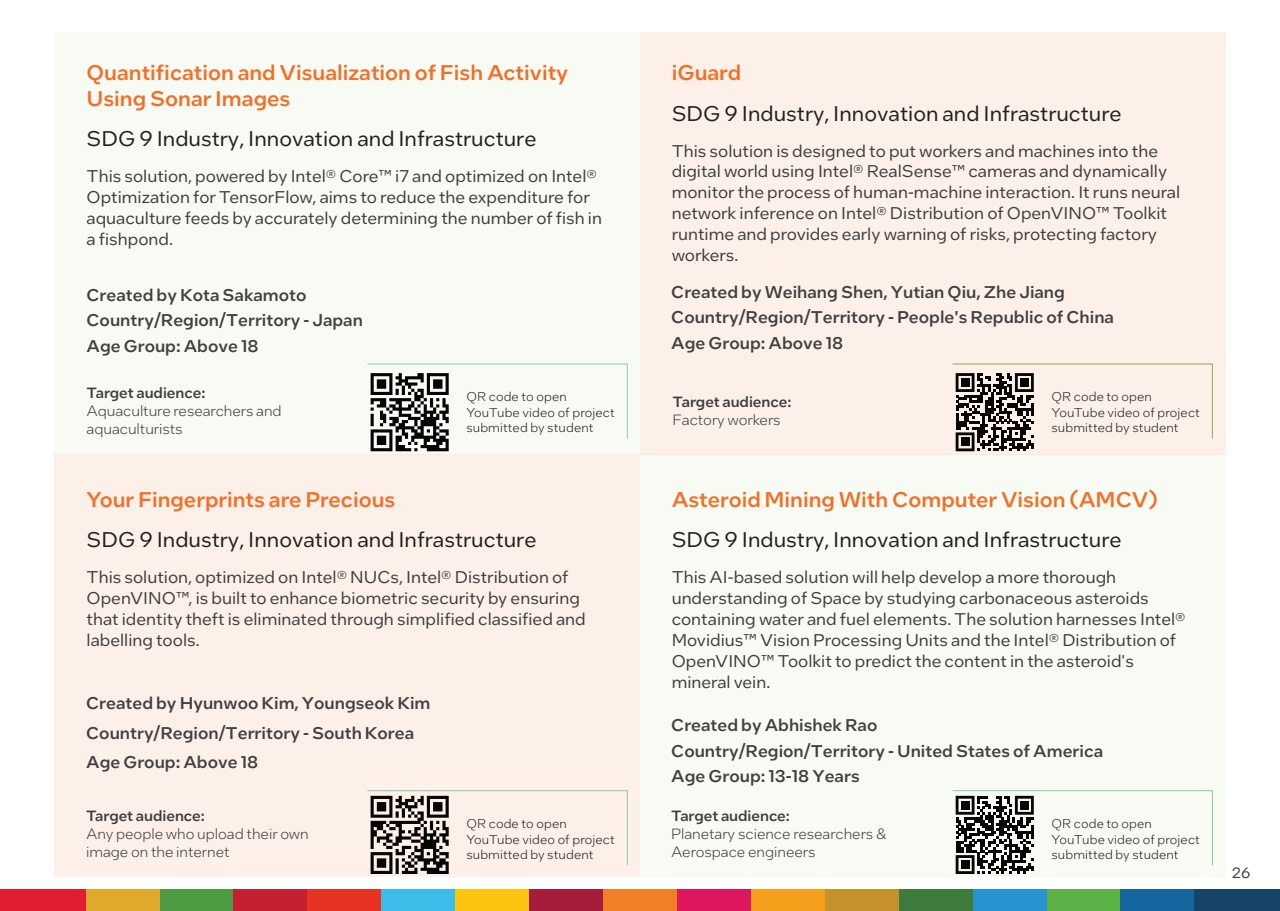 Quantification and Visualization of Fish Activity
Using Sonar Images
SDG 9 Industry, Innovation and Infrastructure
This solution, powered by Intel® Core™ i7 and optimized on Intel®
Optimization for TensorFlow, aims to reduce the expenditure for
aquaculture feeds by accurately determining the number of fish in
a fishpond.
Created by Kota Sakamoto
Country/Region/Territory - Japan
Age Group: Above 18
Target audience:
Aquaculture researchers and
aquaculturists
QR code to open
YouTube video of project
submitted by student
iGuard
SDG 9 Industry, Innovation and Infrastructure
This solution is designed to put workers and machines into the
digital world using Intel® RealSense™ cameras and dynamically
monitor the process of human-machine interaction. It runs neural
network inference on Intel® Distribution of OpenVINO™ Toolkit
runtime and provides early warning of risks, protecting factory
workers.
Created by Weihang Shen, Yutian Qiu, Zhe Jiang
Country/Region/Territory - People's Republic of China
Age Group: Above 18
Target audience:
Factory workers
QR code to open
YouTube video of project
submitted by student
Your Fingerprints are Precious
SDG 9 Industry, Innovation and Infrastructure
This solution, optimized on Intel® NUCs, Intel® Distribution of
OpenVINO™, is built to enhance biometric security by ensuring
that identity theft is eliminated through simplified classified and
labelling tools.
Created by Hyunwoo Kim, Youngseok Kim
Country/Region/Territory - South Korea
Age Group: Above 18
Target audience:
Any people who upload their own
image on the internet
QR code to open
YouTube video of project
submitted by student
Asteroid Mining With Computer Vision (AMCV)
SDG 9 Industry, Innovation and Infrastructure
This AI-based solution will help develop a more thorough
understanding of Space by studying carbonaceous asteroids
containing water and fuel elements. The solution harnesses Intel®
Movidius™ Vision Processing Units and the Intel® Distribution of
OpenVINO™ Toolkit to predict the content in the asteroid's
mineral vein.
Created by Abhishek Rao
Country/Region/Territory - United States of America
Age Group: 13-18 Years
Target audience:
Planetary science researchers &
Aerospace engineers
QR code to open
YouTube video of project
submitted by student
26